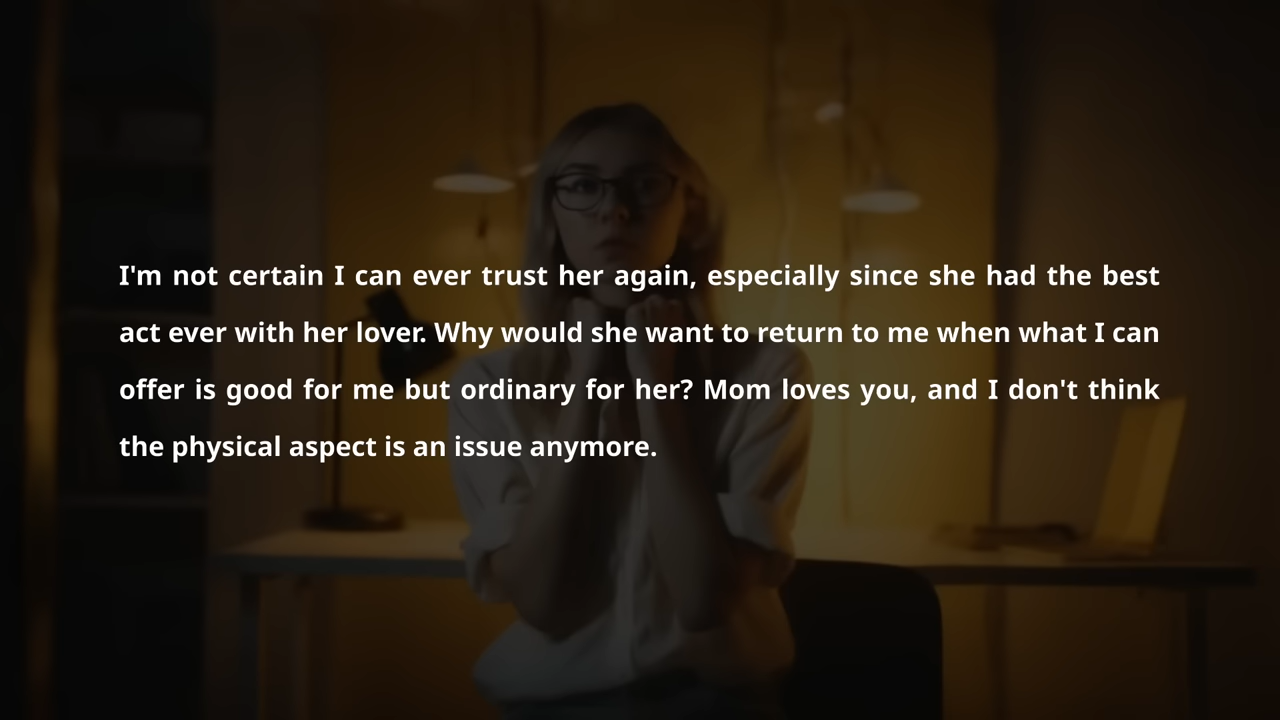 I'm not certain I can ever trust her again, especially since she had the best
act ever with her lover. Why would she want to return to me when what I can
offer is good for me but ordinary for her? Mom loves you, and I don't think
the physical aspect is an issue anymore.